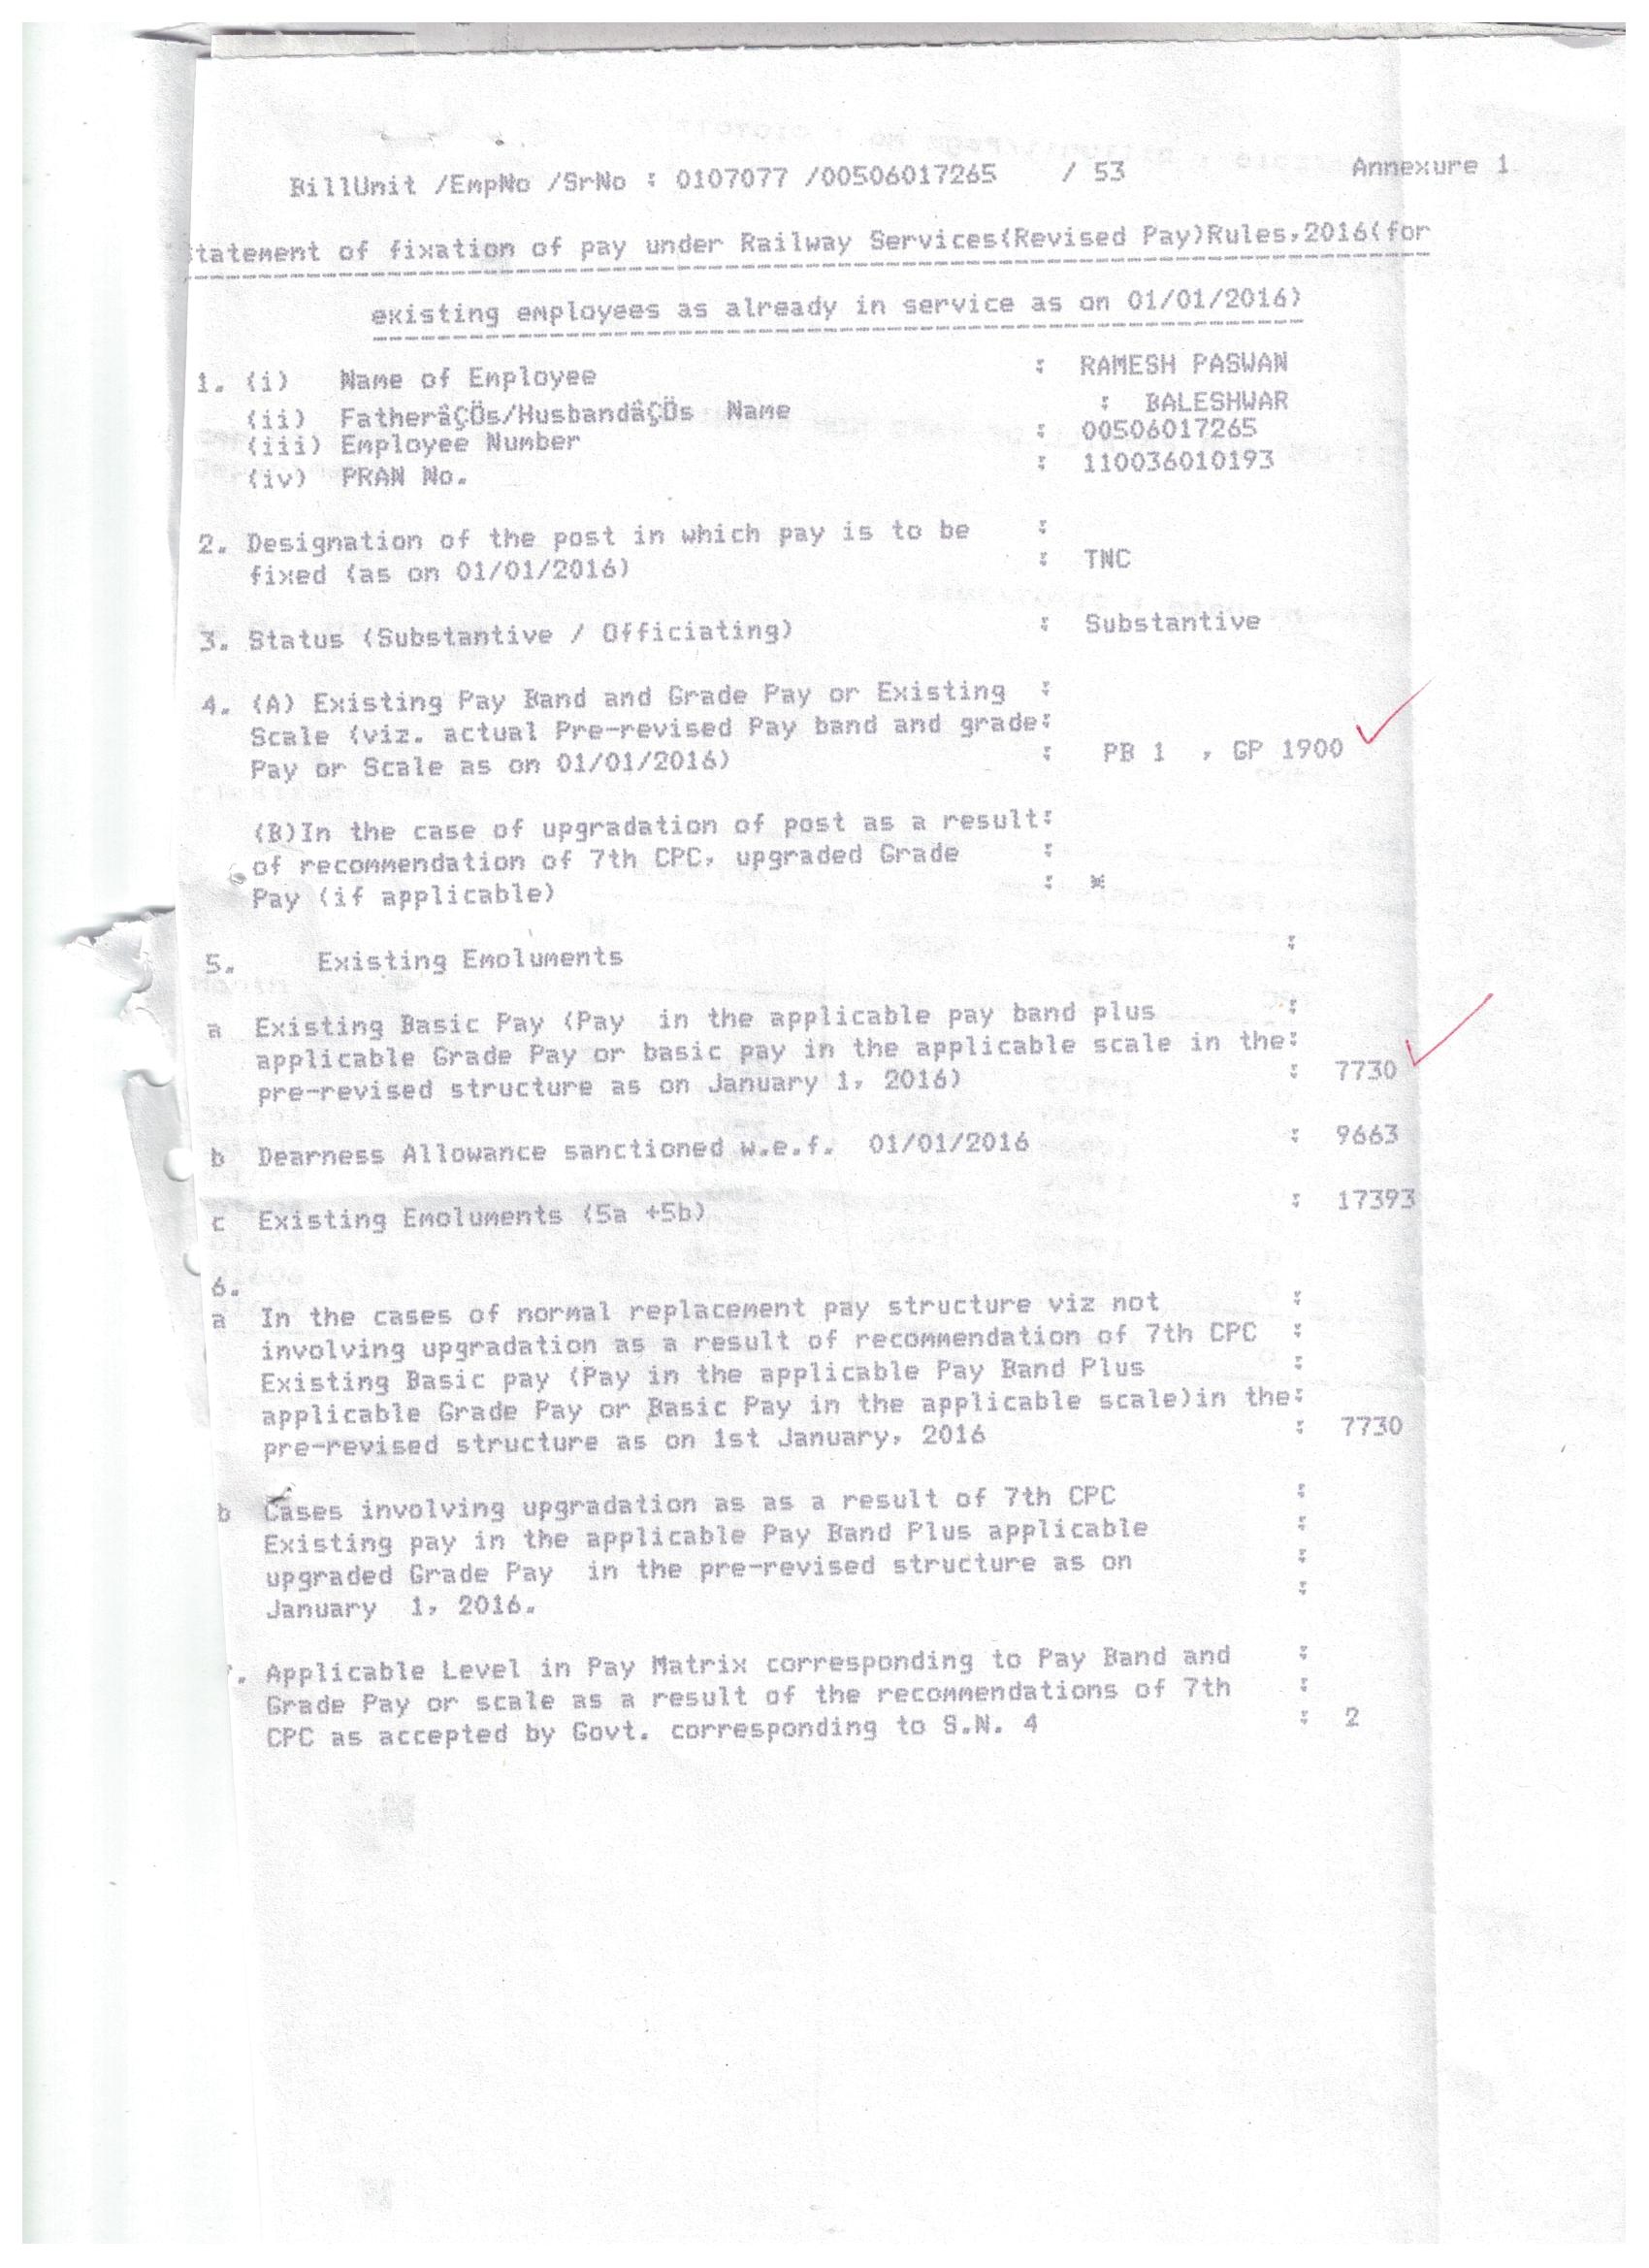 BillUnit /EmpNo /SrNo : 0107077 /00506017265 / 53 Annexure 1
tatement of fixation of pay under Railway Services(Revised Pay)Rules,2016(for
existing employees as already in service as on 01/01/2016)
1. (i) Name of Employee : RAMESH PASWAN
(ii) FatherâÇÖs/HusbandâÇÖs Name : BALESHWAR
(iii) Employee Number : 00506017265
(iv) PRAN No. : 110036010193
2. Designation of the post in which pay is to be :
fixed (as on 01/01/2016) : TNC
3. Status (Substantive / Officiating) : Substantive
4. (A) Existing Pay Band and Grade Pay or Existing :
Scale (viz. actual Pre-revised Pay band and grade:
Pay or Scale as on 01/01/2016) : PB 1 , GP 1900
(B)In the case of upgradation of post as a result:
of recommendation of 7th CPC, upgraded Grade :
Pay (if applicable) : *
5. Existing Emoluments :
a Existing Basic Pay (Pay in the applicable pay band plus :
applicable Grade Pay or basic pay in the applicable scale in the:
pre-revised structure as on January 1, 2016) : 7730
b Dearness Allowance sanctioned w.e.f. 01/01/2016 : 9663
c Existing Emoluments (5a +5b) : 17393
6.
a In the cases of normal replacement pay structure viz not :
involving upgradation as a result of recommendation of 7th CPC :
Existing Basic pay (Pay in the applicable Pay Band Plus :
applicable Grade Pay or Basic Pay in the applicable scale)in the:
pre-revised structure as on 1st January, 2016 : 7730
b Cases involving upgradation as as a result of 7th CPC :
Existing pay in the applicable Pay Band Plus applicable :
upgraded Grade Pay in the pre-revised structure as on :
January 1, 2016. :
. Applicable Level in Pay Matrix corresponding to Pay Band and :
Grade Pay or scale as a result of the recommendations of 7th :
CPC as accepted by Govt. corresponding to S.N. 4 : 2